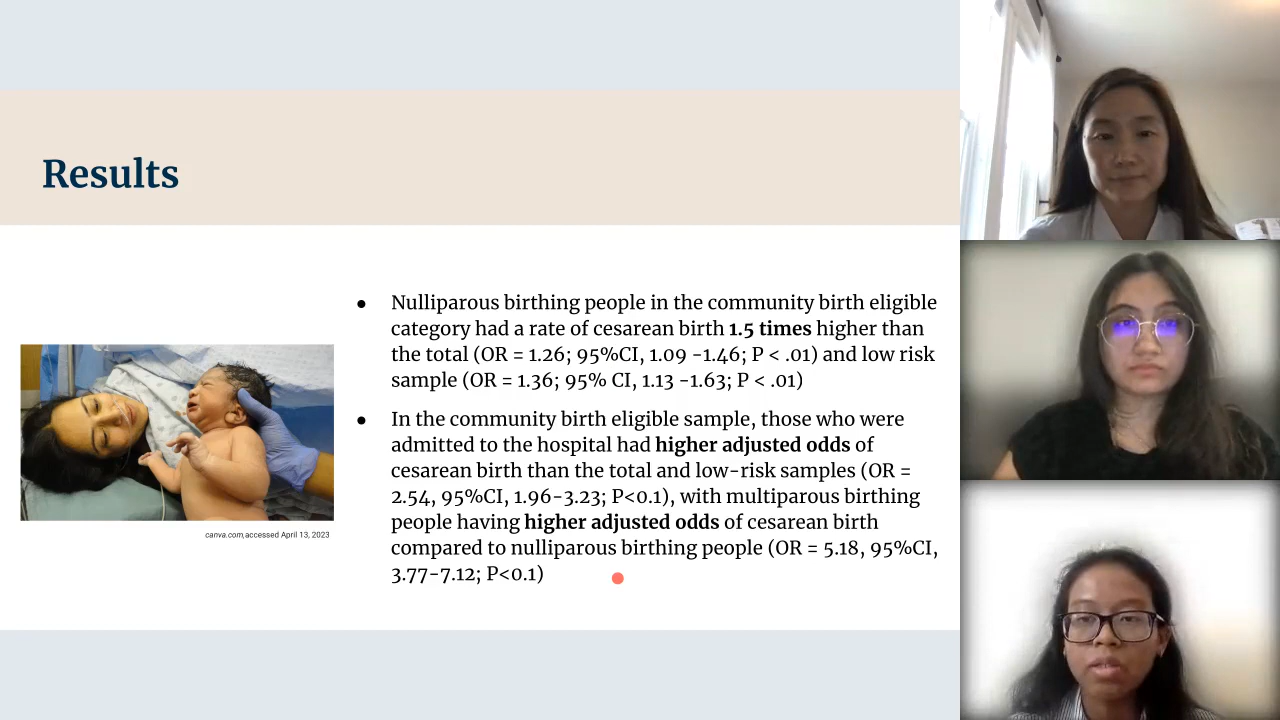 Results
● Nulliparous birthing people in the community birth eligible
category had a rate of cesarean birth 1.5 times higher than
the total (OR = 1.26; 95%CI, 1.09 -1.46; P < .01) and low risk
sample (OR = 1.36; 95% CI, 1.13 -1.63; P < .01)
● In the community birth eligible sample, those who were
admitted to the hospital had higher adjusted odds of
cesarean birth than the total and low-risk samples (OR =
2.54, 95%CI, 1.96-3.23; P<0.1), with multiparous birthing
people having higher adjusted odds of cesarean birth
compared to nulliparous birthing people (OR = 5.18, 95%CI,
3.77-7.12; P<0.1)
canva.com,accessed April 13, 2023